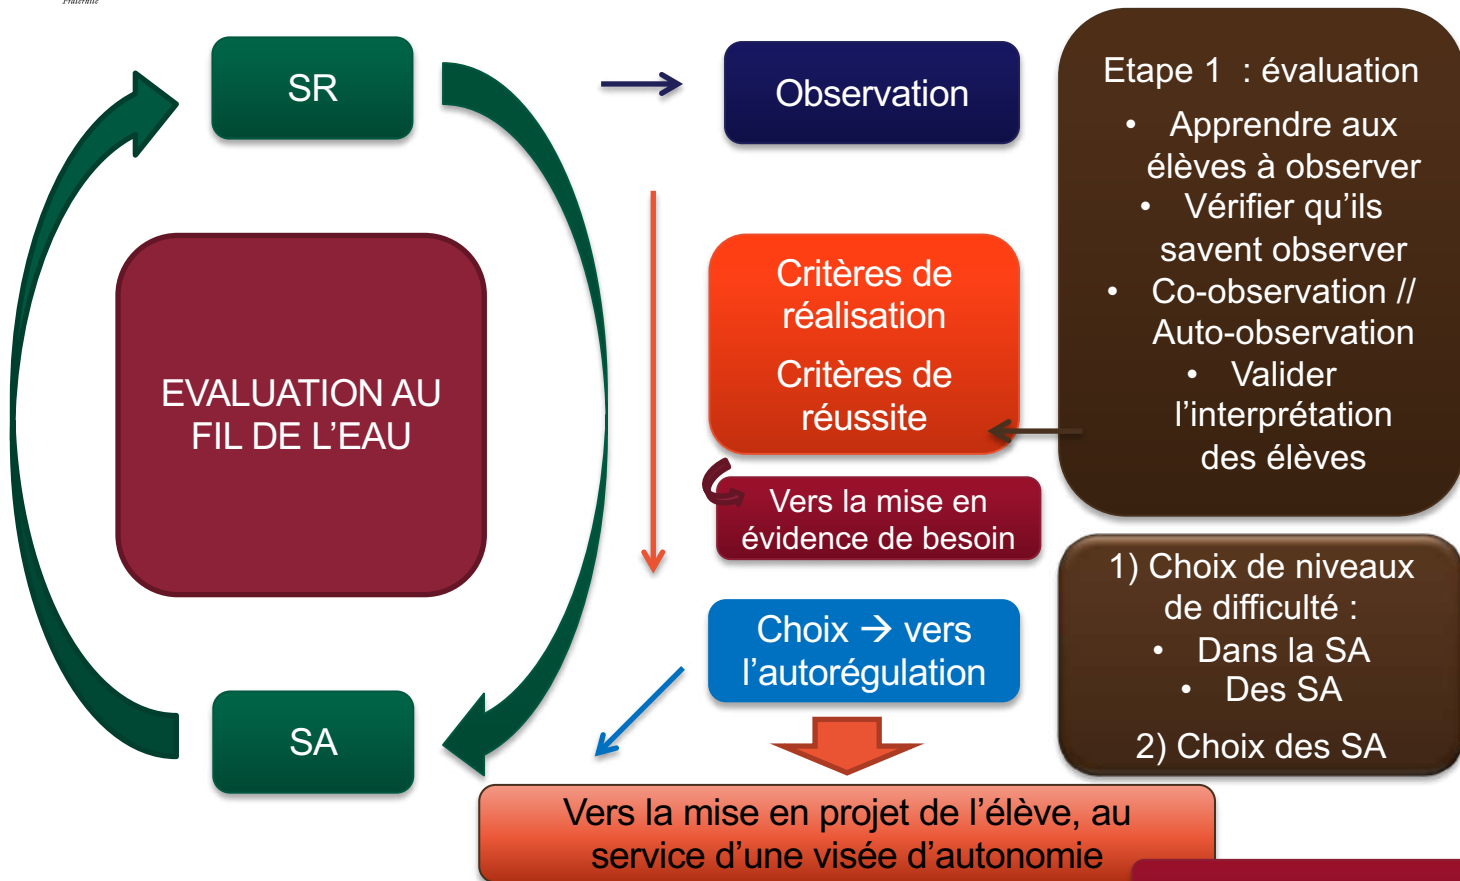 Fraternité
SR
EVALUATION AU
FIL DE L’EAU
SA
Observation
Critères de
réalisation
Critères de
réussite
Vers la mise en
évidence de besoin
Choix → vers
l’autorégulation
Vers la mise en projet de l’élève, au
service d’une visée d’autonomie
Etape 1 : évaluation
• Apprendre aux
élèves à observer
• Vérifier qu’ils
savent observer
• Co-observation //
Auto-observation
• Valider
l’interprétation
des élèves
1) Choix de niveaux
de difficulté :
• Dans la SA
• Des SA
2) Choix des SA